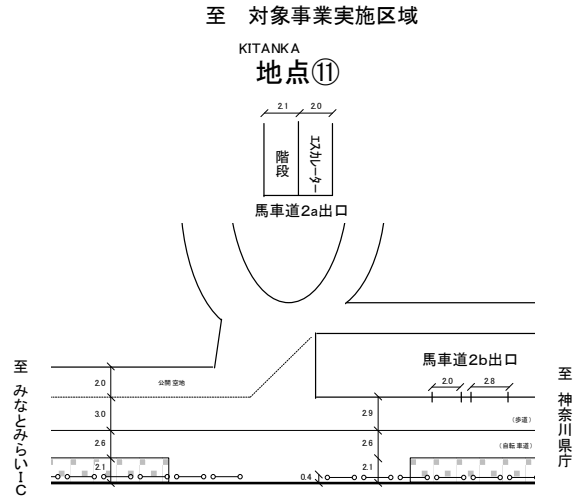 至　対象事業実施区域
KITANKA
地点⑪
2.1 2.0
階段
エスカレーター
馬車道2a出口
至 みなとみらいIC
2.0
公開空地
3.0
2.6
2.1
馬車道2b出口
2.0 2.8
2.9
(歩道)
2.6
(自転車道)
2.1
0.4
至 神奈川県庁